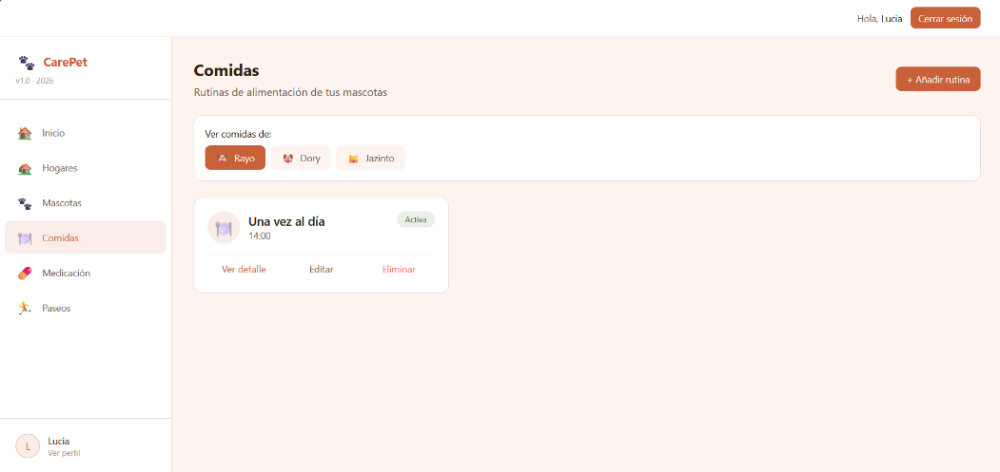 Hola, Lucia
Cerrar sesión
CarePet
v1.0 - 2026
Inicio
Hogares
Mascotas
Comidas
Medicación
Paseos
Lucia
Ver perfil
L
Comidas
Rutinas de alimentación de tus mascotas
+ Añadir rutina
Ver comidas de:
Rayo
Dory
Jazinto
Una vez al día
14:00
Activa
Ver detalle
Editar
Eliminar